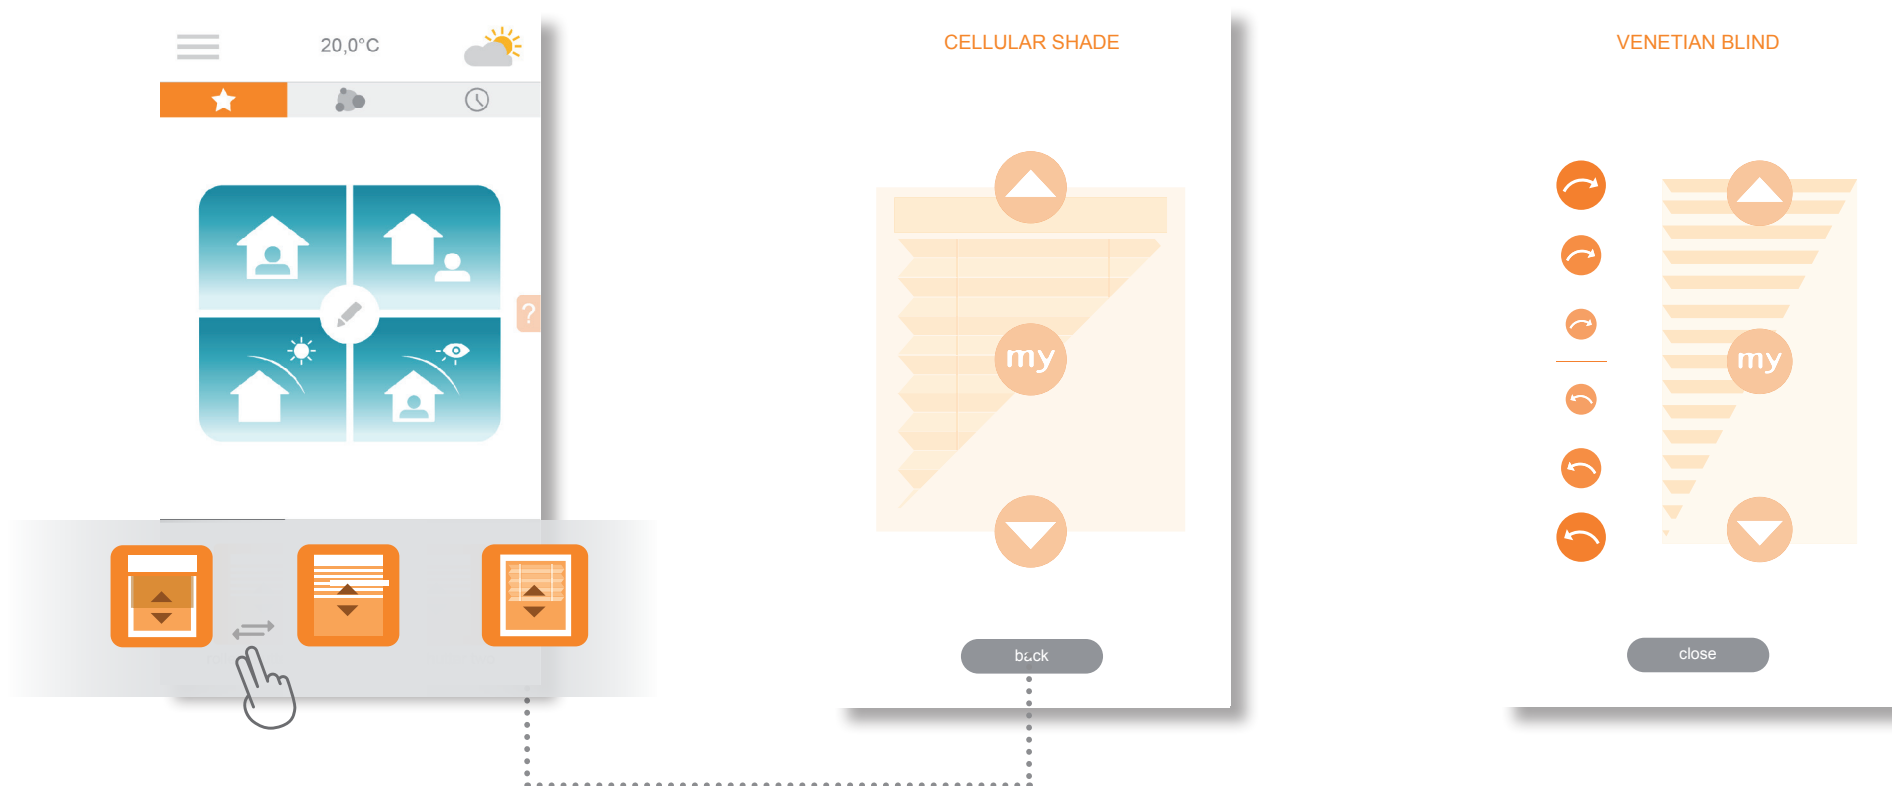 20,0°C
?
CELLULAR SHADE
my
back
VENETIAN BLIND
my
close